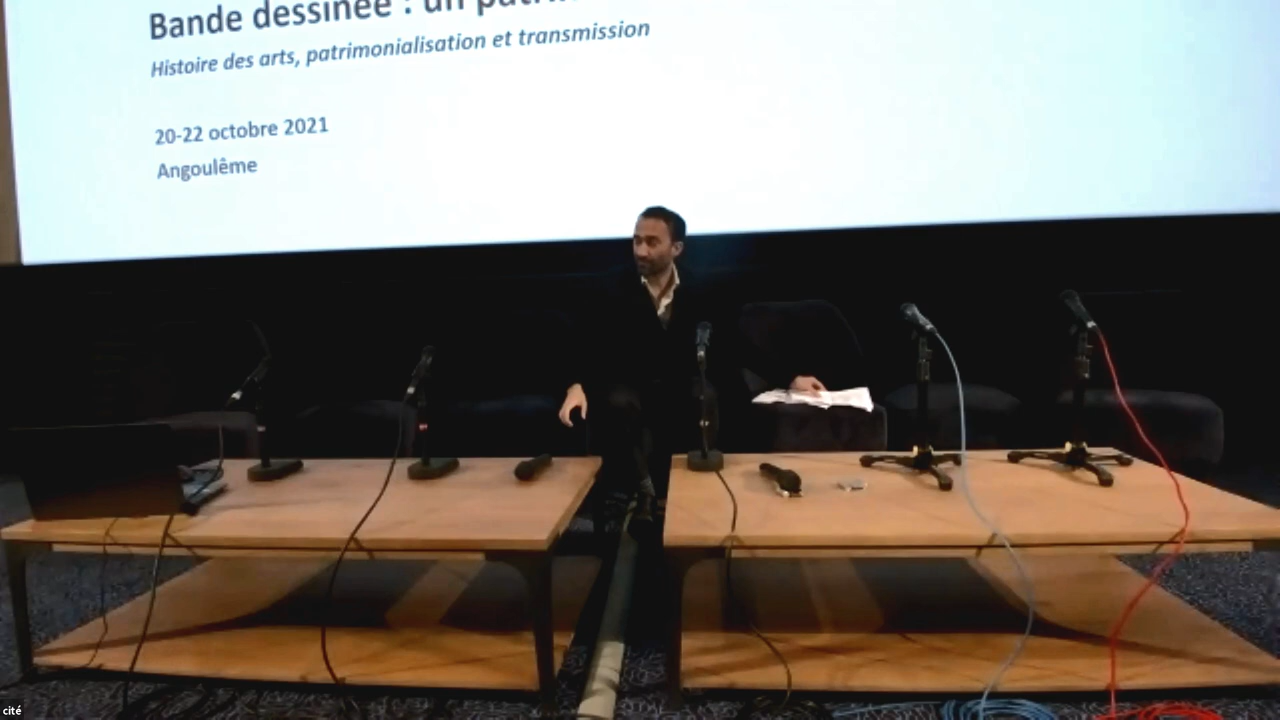 Bande dessinée : un
Histoire des arts, patrimonialisation et transmission
20-22 octobre 2021
Angoulême
cité